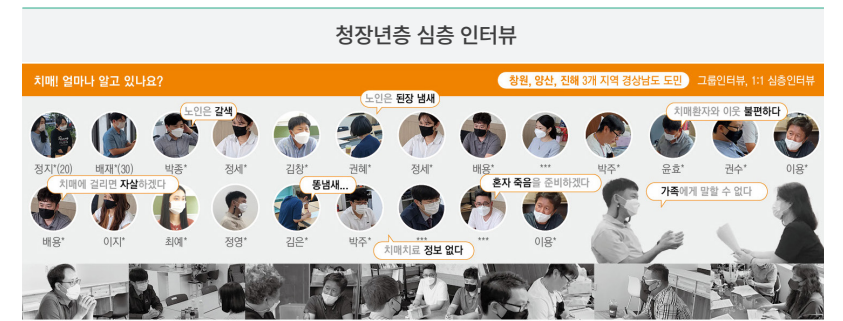 청장년층 심층 인터뷰
치매! 얼마나 알고 있나요?
창원, 양산, 진해 3개 지역 경상남도 도민
그룹인터뷰, 1:1 심층인터뷰
노인은 갈색
노인은 된장 냄새
치매환자와 이웃 불편하다
정지*(20)
배재*(30)
박종*
정세*
김창*
권혜*
정세*
배용*
***
박주*
윤효*
권수*
이용*
치매에 걸리면 자살하겠다
똥냄새...
혼자 죽음을 준비하겠다
가족에게 말할 수 없다
배용*
이지*
최예*
정영*
김은*
박주*
***
***
이용*
치매치료 정보 없다